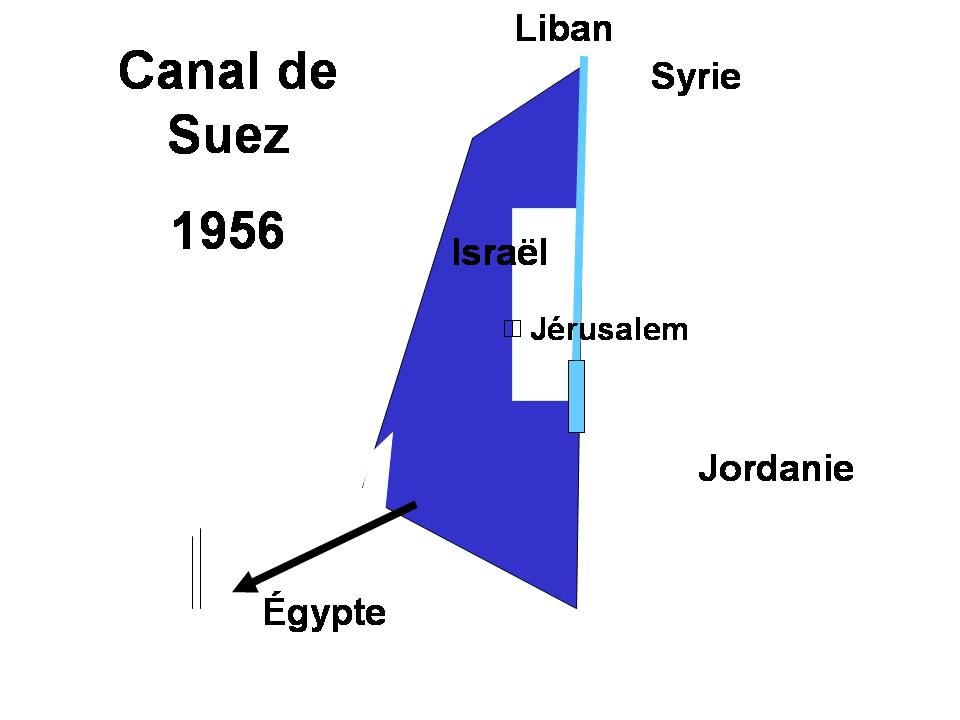 Canal de
Suez
1956
Liban
Syrie
Israël
Jérusalem
Jordanie
Égypte